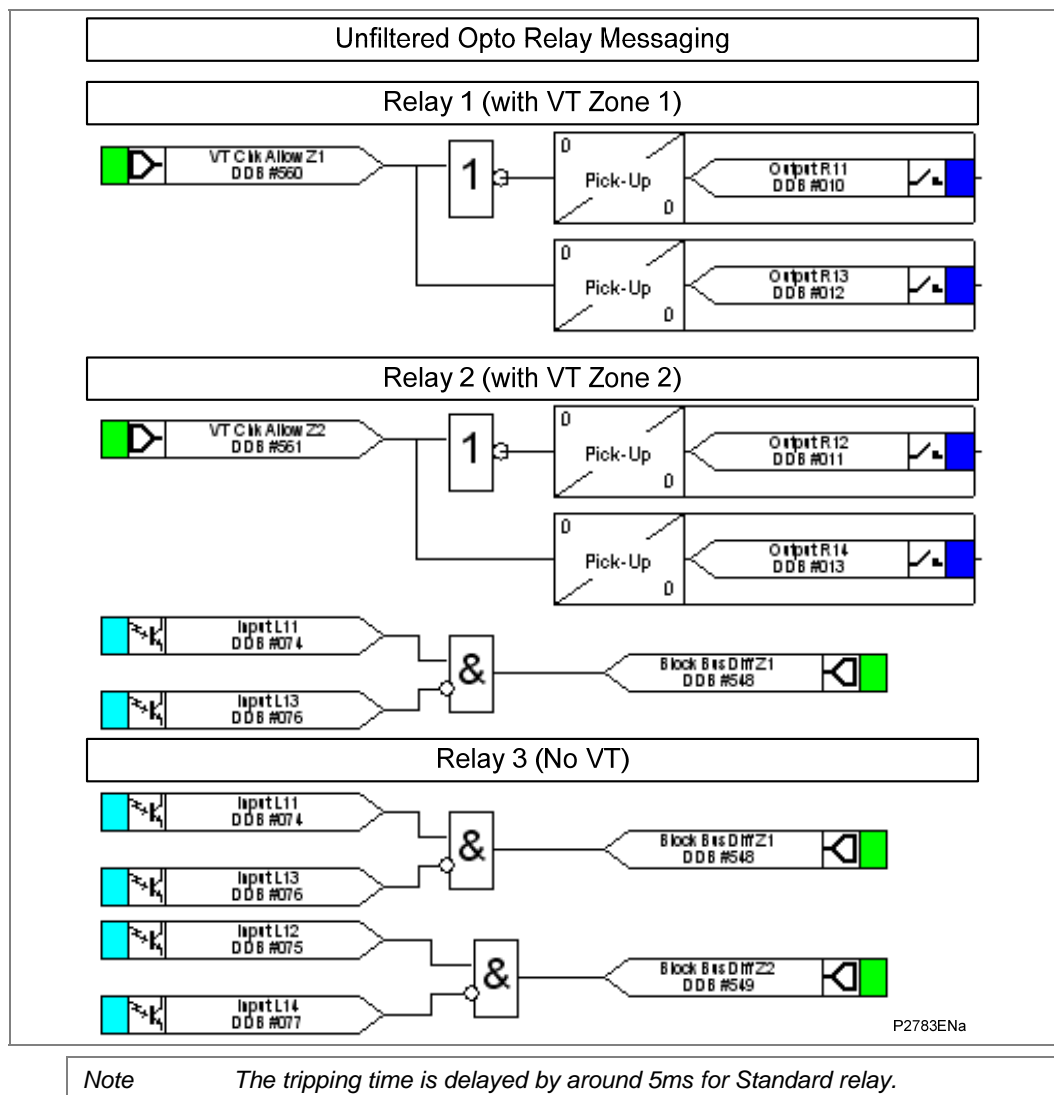 Unfiltered Opto Relay Messaging
Relay 1 (with VT Zone 1)
VT Chk Allow Z1
DDB #560
1
0
Pick-Up
0
Output R11
DDB #010
0
Pick-Up
0
Output R13
DDB #012
Relay 2 (with VT Zone 2)
VT Chk Allow Z2
DDB #561
1
0
Pick-Up
0
Output R12
DDB #011
0
Pick-Up
0
Output R14
DDB #013
Input L11
DDB #074
Input L13
DDB #076
&
Block Bus Diff Z1
DDB #548
Relay 3 (No VT)
Input L11
DDB #074
Input L13
DDB #076
&
Block Bus Diff Z1
DDB #548
Input L12
DDB #075
Input L14
DDB #077
&
Block Bus Diff Z2
DDB #549
P2783ENa
Note The tripping time is delayed by around 5ms for Standard relay.